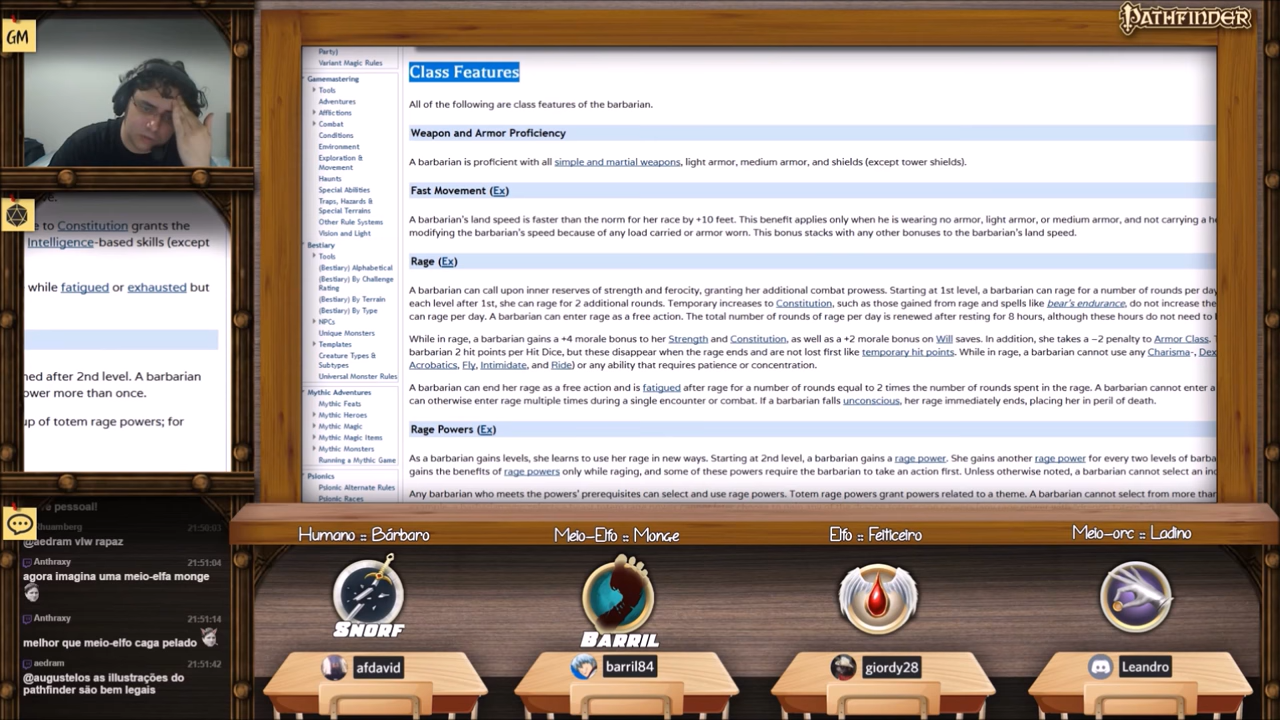 GM
PATHFINDER
Party)
Variant Magic Rules
Gamemastering
Tools
Adventures
Afflictions
Combat
Conditions
Environment
Exploration &
Movement
Haunts
Special Abilities
Traps, Hazards &
Special Terrains
Other Rule Systems
Vision and Light
Bestiary
Tools
(Bestiary) Alphabetical
(Bestiary) By Challenge
Rating
(Bestiary) By Terrain
(Bestiary) By Type
NPCs
Unique Monsters
Templates
Creature Types &
Subtypes
Universal Monster Rules
Mythic Adventures
Mythic Feats
Mythic Heroes
Mythic Magic
Mythic Magic Items
Mythic Monsters
Running a Mythic Game
Psionics
Psionic Alternate Rules
Psionic Races
Class Features
All of the following are class features of the barbarian.
Weapon and Armor Proficiency
A barbarian is proficient with all simple and martial weapons, light armor, medium armor, and shields (except tower shields).
Fast Movement (Ex)
A barbarian's land speed is faster than the norm for her race by +10 feet. This benefit applies only when he is wearing no armor, light armor, or medium armor, and not carrying a he
modifying the barbarian's speed because of any load carried or armor worn. This bonus stacks with any other bonuses to the barbarian's land speed.
Rage (Ex)
A barbarian can call upon inner reserves of strength and ferocity, granting her additional combat prowess. Starting at 1st level, a barbarian can rage for a number of rounds per day
each level after 1st, she can rage for 2 additional rounds. Temporary increases to Constitution, such as those gained from rage and spells like bear's endurance, do not increase the
can rage per day. A barbarian can enter rage as a free action. The total number of rounds of rage per day is renewed after resting for 8 hours, although these hours do not need to
While in rage, a barbarian gains a +4 morale bonus to her Strength and Constitution, as well as a +2 morale bonus on Will saves. In addition, she takes a −2 penalty to Armor Class.
barbarian 2 hit points per Hit Dice, but these disappear when the rage ends and are not lost first like temporary hit points. While in rage, a barbarian cannot use any Charisma-, Dex
Acrobatics, Fly, Intimidate, and Ride) or any ability that requires patience or concentration.
A barbarian can end her rage as a free action and is fatigued after rage for a number of rounds equal to 2 times the number of rounds spent in the rage. A barbarian cannot enter a
can otherwise enter rage multiple times during a single encounter or combat. If a barbarian falls unconscious, her rage immediately ends, placing her in peril of death.
Rage Powers (Ex)
As a barbarian gains levels, she learns to use her rage in new ways. Starting at 2nd level, a barbarian gains a rage power. She gains another rage power for every two levels of barba
gains the benefits of rage powers only while raging, and some of these powers require the barbarian to take an action first. Unless otherwise noted, a barbarian cannot select an ind
Any barbarian who meets the powers' prerequisites can select and use rage powers. Totem rage powers grant powers related to a theme. A barbarian cannot select from more than
e to Constitution grants the
Intelligence-based skills (except
while fatigued or exhausted but
ned after 2nd level. A barbarian
ower more than once.
up of totem rage powers; for
pessoal!
huamberg 21:50:03
@aedram vlw rapaz
Anthraxy 21:51:04
agora imagina uma meio-elfa monge
Anthraxy 21:51:14
melhor que meio-elfo caga pelado
aedram 21:51:42
@augustelos as illustrações do
pathfinder são bem legais
Humano :: Bárbaro
Meio-Elfo :: Monge
Elfo :: Feiticeiro
Meio-orc :: Ladino
SNORF
BARRIL
afdavid
barril84
giordy28
Leandro